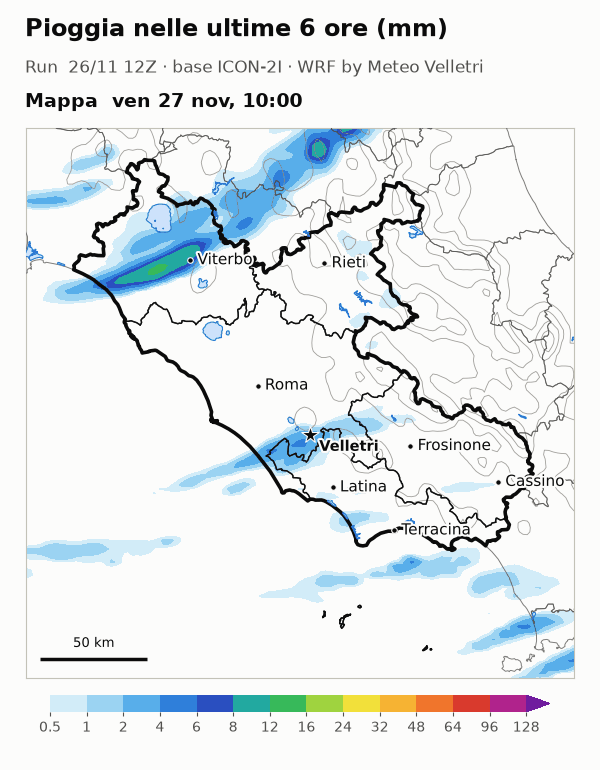 Pioggia nelle ultime 6 ore (mm)
Run 26/11 12Z · base ICON-2I · WRF by Meteo Velletri
Mappa ven 27 nov, 10:00
Viterbo
Rieti
Roma
Velletri
Frosinone
Latina
Cassino
Terracina
50 km
0.5 1 2 4 6 8 12 16 24 32 48 64 96 128